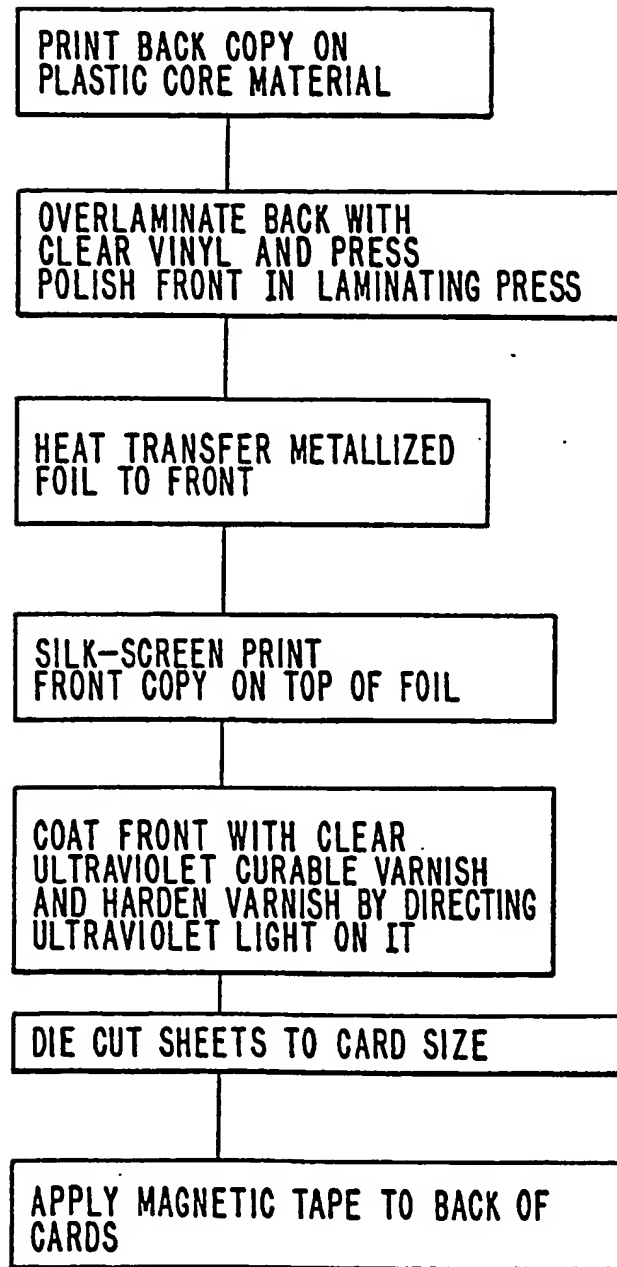 PRINT BACK COPY ON
PLASTIC CORE MATERIAL
OVERLAMINATE BACK WITH
CLEAR VINYL AND PRESS
POLISH FRONT IN LAMINATING PRESS
HEAT TRANSFER METALLIZED
FOIL TO FRONT
SILK-SCREEN PRINT
FRONT COPY ON TOP OF FOIL
COAT FRONT WITH CLEAR
ULTRAVIOLET CURABLE VARNISH
AND HARDEN VARNISH BY DIRECTING
ULTRAVIOLET LIGHT ON IT
DIE CUT SHEETS TO CARD SIZE
APPLY MAGNETIC TAPE TO BACK OF
CARDS